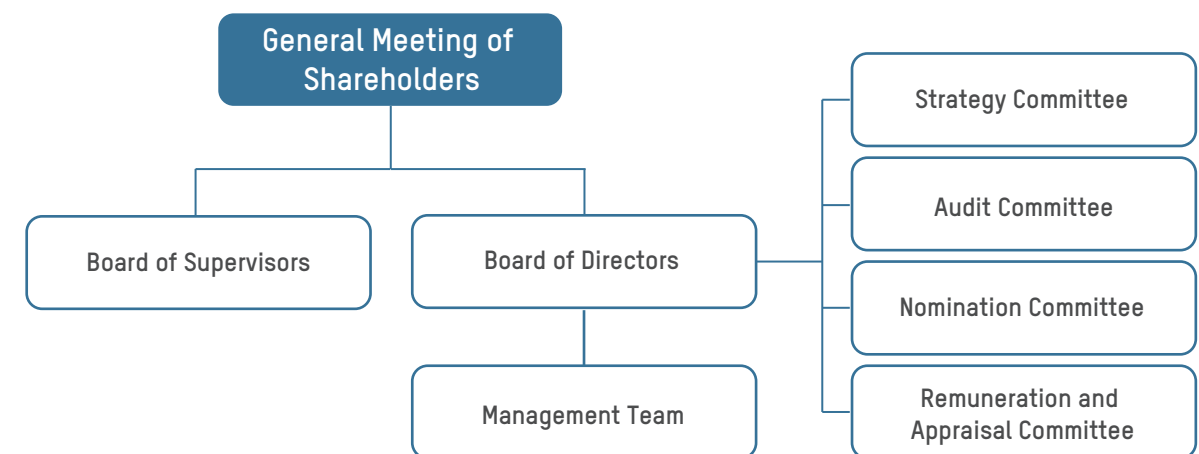 General Meeting of
Shareholders
Board of Supervisors
Board of Directors
Management Team
Strategy Committee
Audit Committee
Nomination Committee
Remuneration and
Appraisal Committee